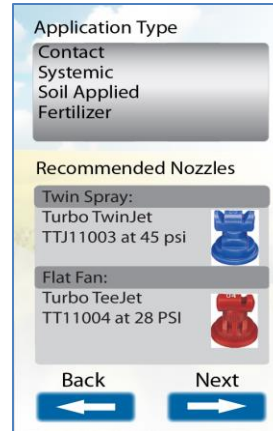 Application Type
Contact
Systemic
Soil Applied
Fertilizer
Recommended Nozzles
Twin Spray:
Turbo TwinJet
TTJ11003 at 45 psi
Flat Fan:
Turbo TeeJet
TT11004 at 28 PSI
Back Next